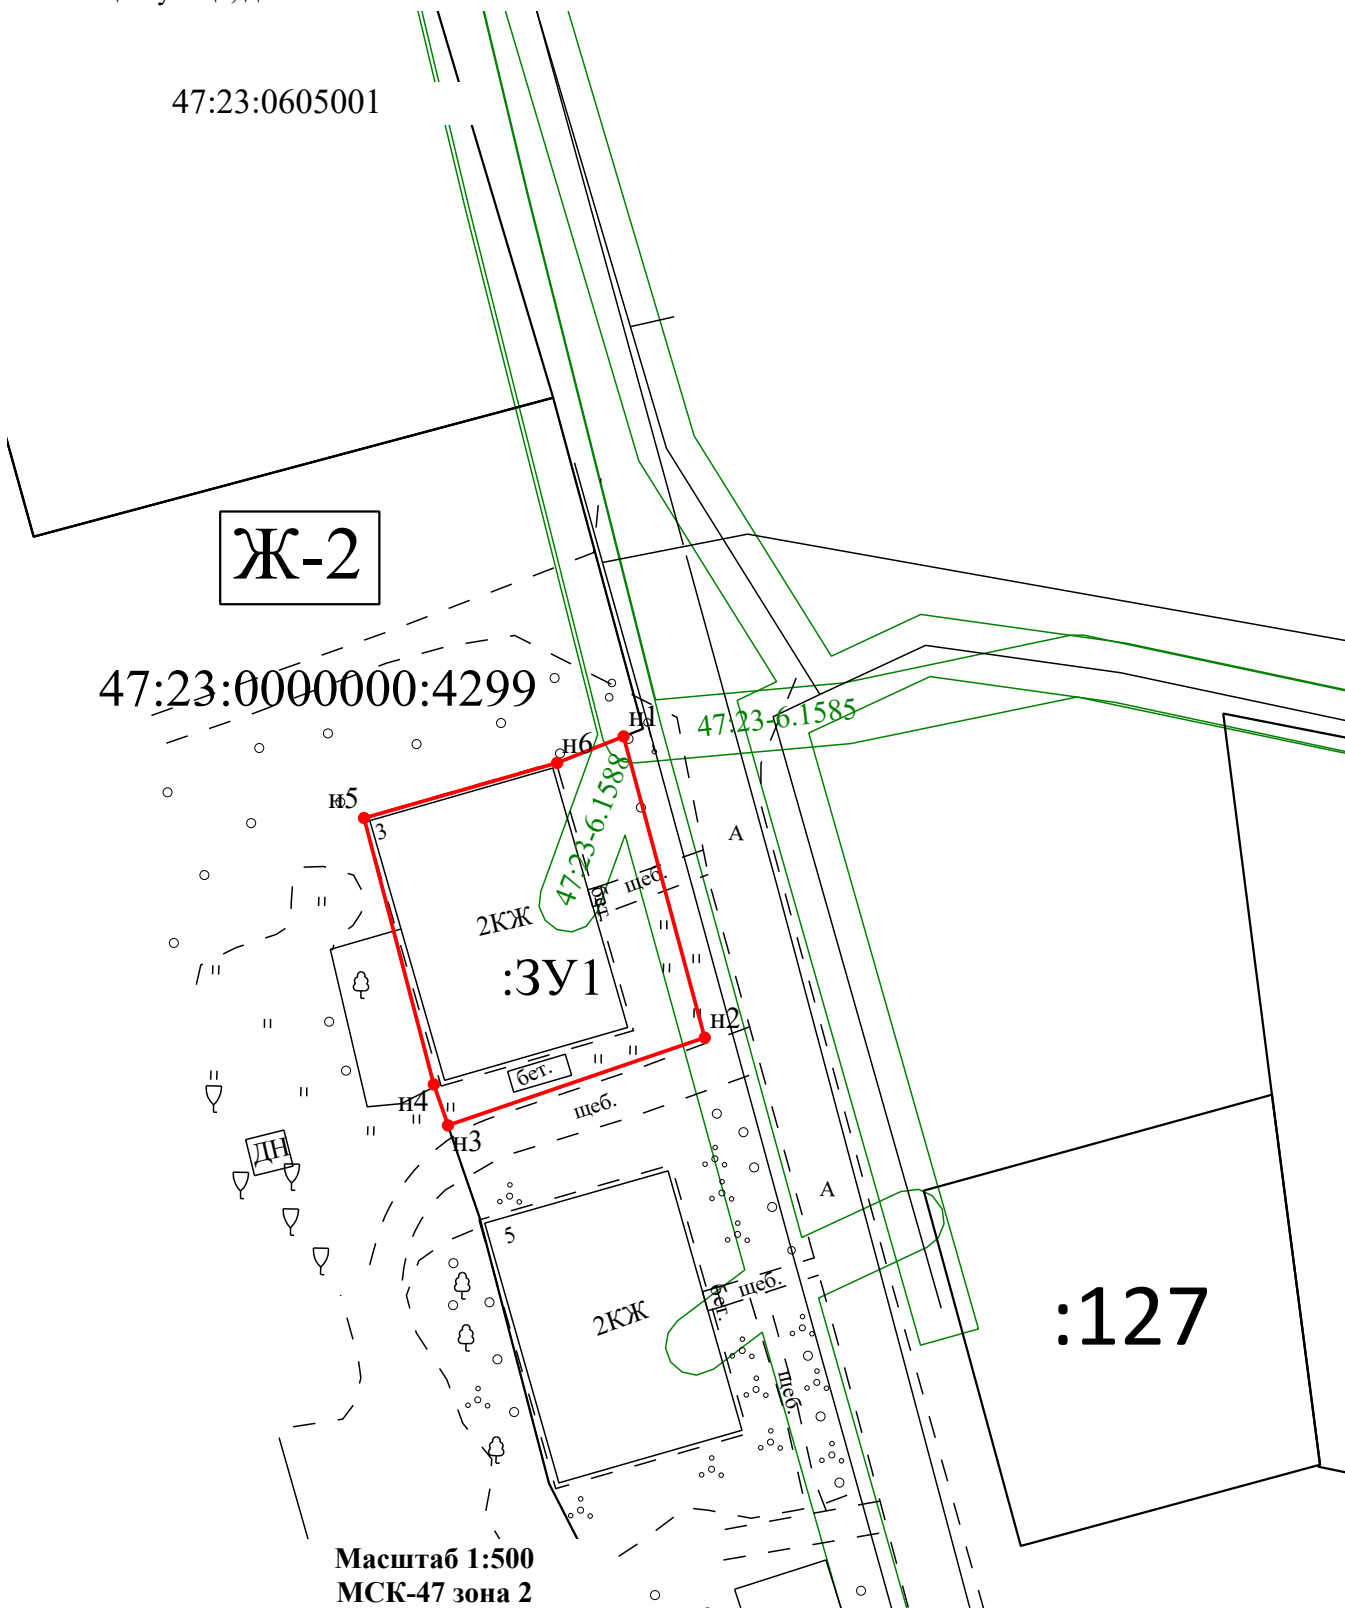 47:23:0605001
Ж-2
47:23:0000000:4299
н1
47:23-6.1585
н6
47:23-6.1588
н5
3
А
щеб.
бет.
2КЖ
:ЗУ1
н2
бет.
н4
щеб.
н3
ДН
А
5
щеб.
бет.
2КЖ
:127
щеб.
Масштаб 1:500
МСК-47 зона 2